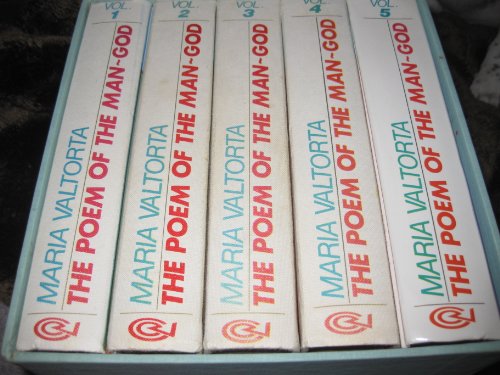 VOL. 1
MARIA VALTORTA
THE POEM OF THE MAN~GOD
VOL. 2
MARIA VALTORTA
THE POEM OF THE MAN~GOD
VOL. 3
MARIA VALTORTA
THE POEM OF THE MAN~GOD
VOL. 4
MARIA VALTORTA
THE POEM OF THE MAN~GOD
VOL. 5
MARIA VALTORTA
THE POEM OF THE MAN~GOD